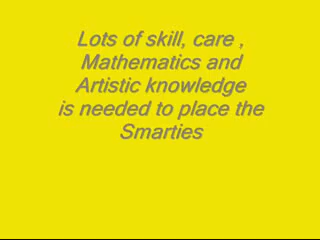 Lots of skill, care ,
Mathematics and
Artistic knowledge
is needed to place the
Smarties